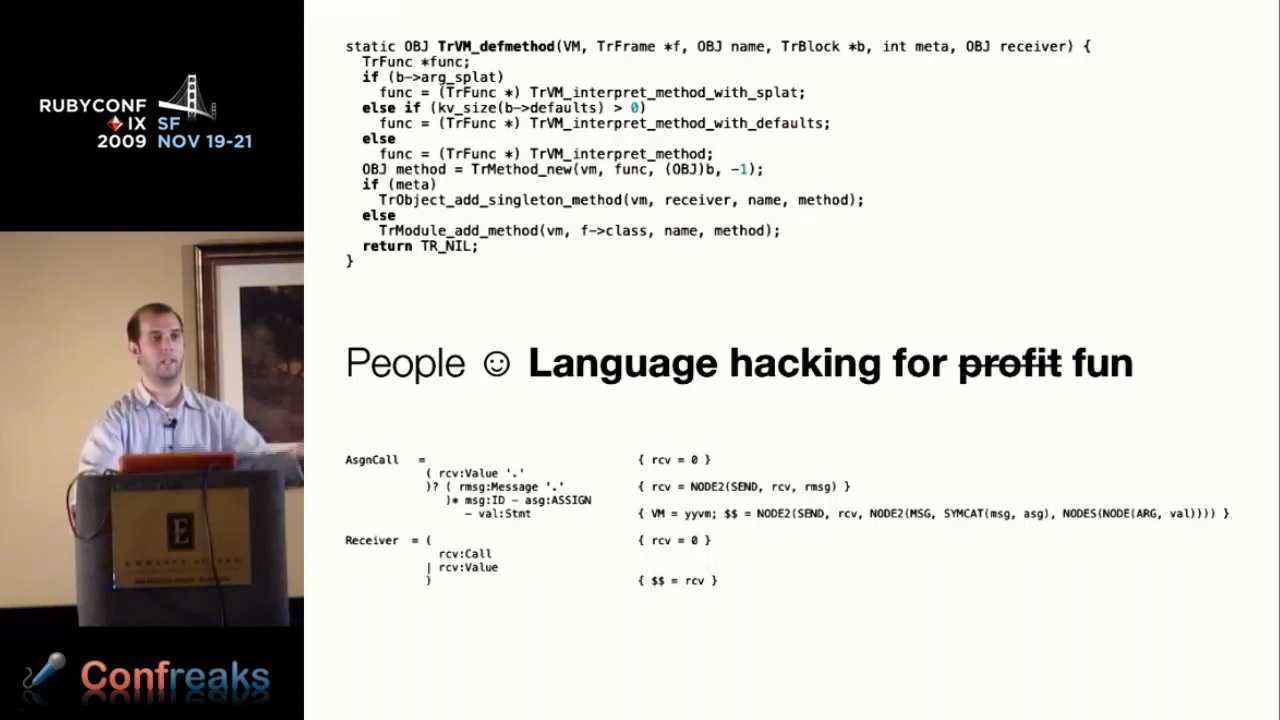 RUBYCONF
IX SF
2009 NOV 19-21
static OBJ TrVM_defmethod(VM, TrFrame *f, OBJ name, TrBlock *b, int meta, OBJ receiver) {
TrFunc *func;
if (b->arg_splat)
func = (TrFunc *) TrVM_interpret_method_with_splat;
else if (kv_size(b->defaults) > 0)
func = (TrFunc *) TrVM_interpret_method_with_defaults;
else
func = (TrFunc *) TrVM_interpret_method;
OBJ method = TrMethod_new(vm, func, (OBJ)b, -1);
if (meta)
TrObject_add_singleton_method(vm, receiver, name, method);
else
TrModule_add_method(vm, f->class, name, method);
return TR_NIL;
}
People ☺ Language hacking for profit fun
AsgnCall = { rcv = 0 }
( rcv:Value '.'
)? ( rmsg:Message '.' { rcv = NODE2(SEND, rcv, rmsg) }
)* msg:ID - asg:ASSIGN
- val:Stmt { VM = yyvm; $$ = NODE2(SEND, rcv, NODE2(MSG, SYMCAT(msg, asg), NODES(NODE(ARG, val)))) }
Receiver = ( { rcv = 0 }
rcv:Call
| rcv:Value
) { $$ = rcv }
E
Confreaks